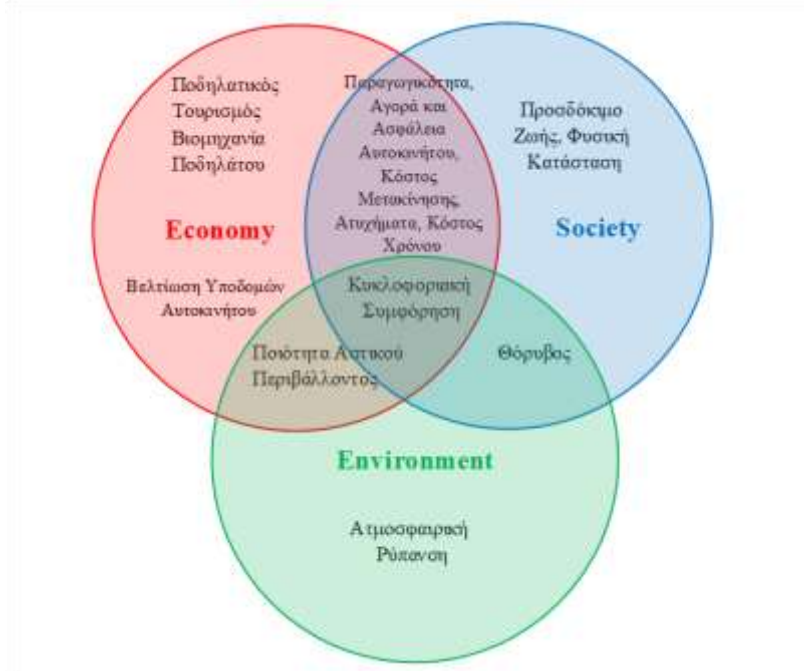 Ποδηλατικός
Τουρισμός
Βιομηχανία
Ποδηλάτου
Economy
Βελτίωση Υποδομών
Αυτοκινήτου
Παραγωγικότητα,
Αγορά και
Ασφάλεια
Αυτοκινήτου,
Κόστος
Μετακίνησης,
Ατυχήματα, Κόστος
Χρόνου
Προσδόκιμο
Ζωής, Φυσική
Κατάσταση
Society
Κυκλοφοριακή
Συμφόρηση
Ποιότητα Αστικού
Περιβάλλοντος
Θόρυβος
Environment
Ατμοσφαιρική
Ρύπανση